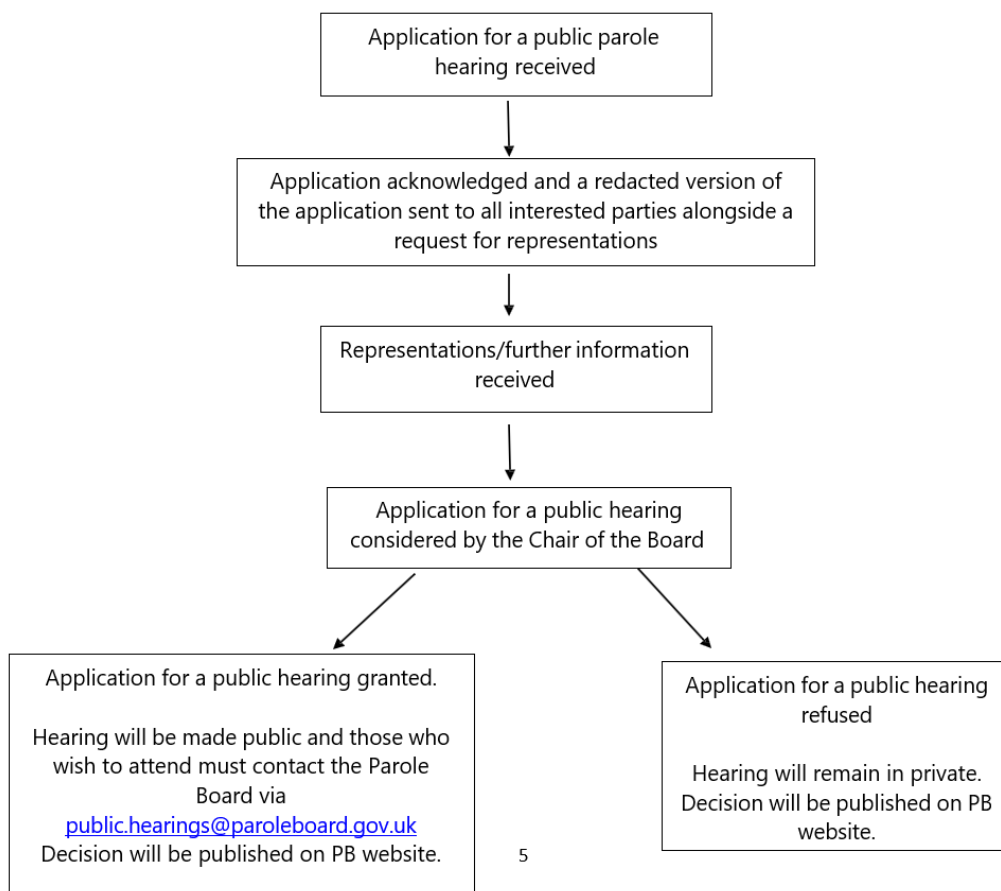 Application for a public parole
hearing received
Application acknowledged and a redacted version of
the application sent to all interested parties alongside a
request for representations
Representations/further information
received
Application for a public hearing
considered by the Chair of the Board
Application for a public hearing granted.
Hearing will be made public and those who
wish to attend must contact the Parole
Board via
public.hearings@paroleboard.gov.uk
Decision will be published on PB website.
Application for a public hearing
refused
Hearing will remain in private.
Decision will be published on PB
website.
5